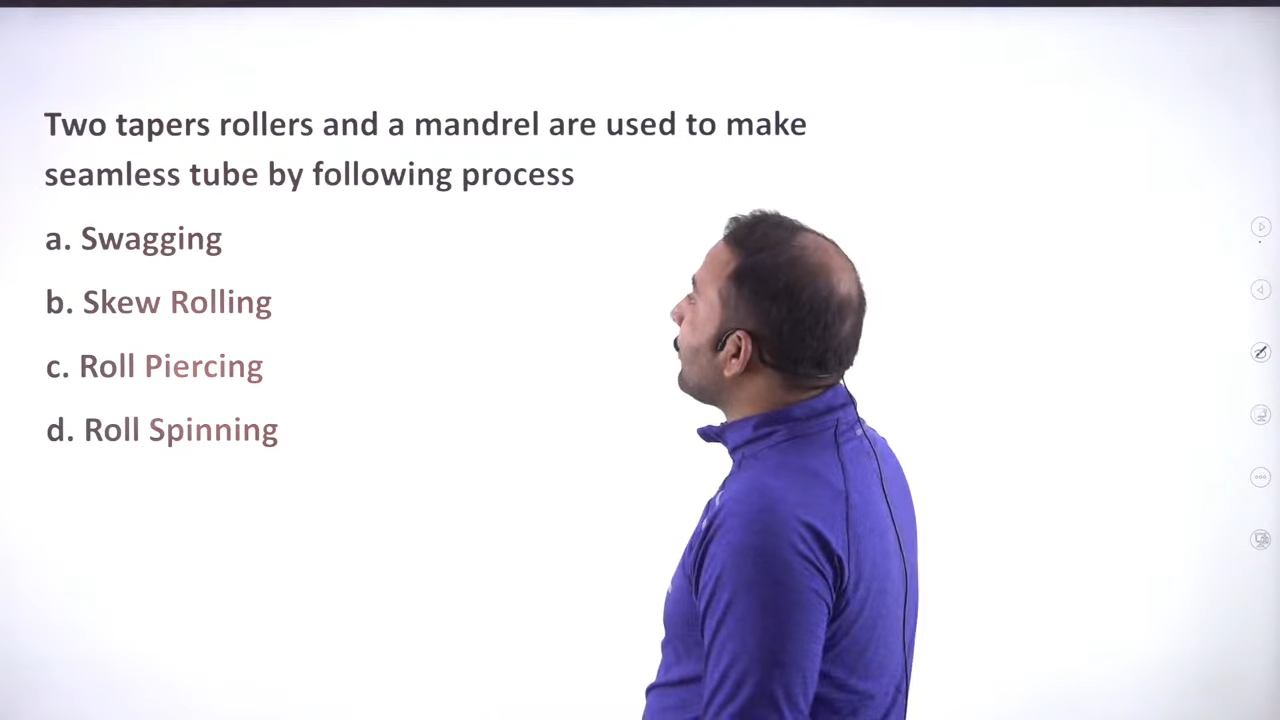 Two tapers rollers and a mandrel are used to make
seamless tube by following process
a. Swagging
b. Skew Rolling
c. Roll Piercing
d. Roll Spinning